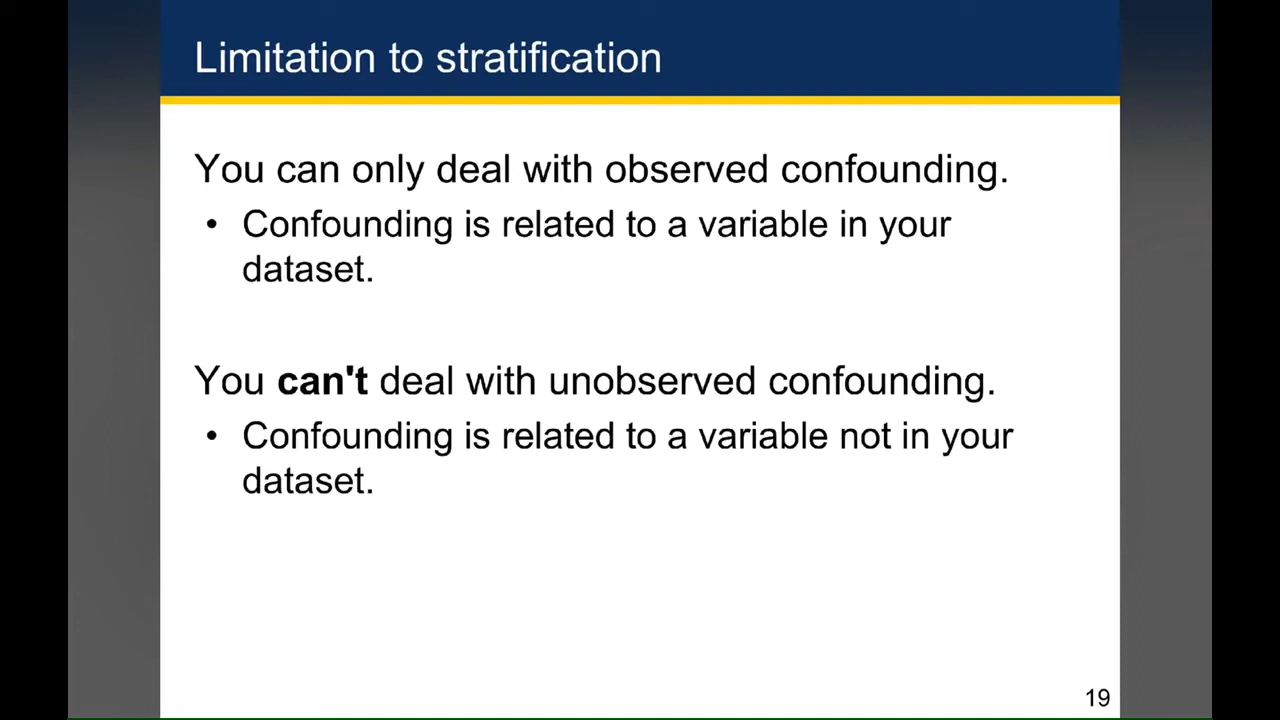 Limitation to stratification
You can only deal with observed confounding.
• Confounding is related to a variable in your
dataset.
You can't deal with unobserved confounding.
• Confounding is related to a variable not in your
dataset.
19